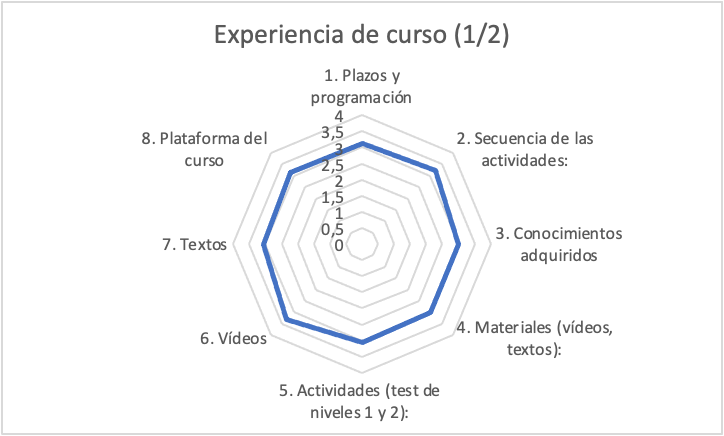 Experiencia de curso (1/2)
1. Plazos y
programación
4
3,5
3
2,5
2
1,5
1
0,5
0
2. Secuencia de las
actividades:
3. Conocimientos
adquiridos
4. Materiales (vídeos,
textos):
5. Actividades (test de
niveles 1 y 2):
6. Vídeos
7. Textos
8. Plataforma del
curso